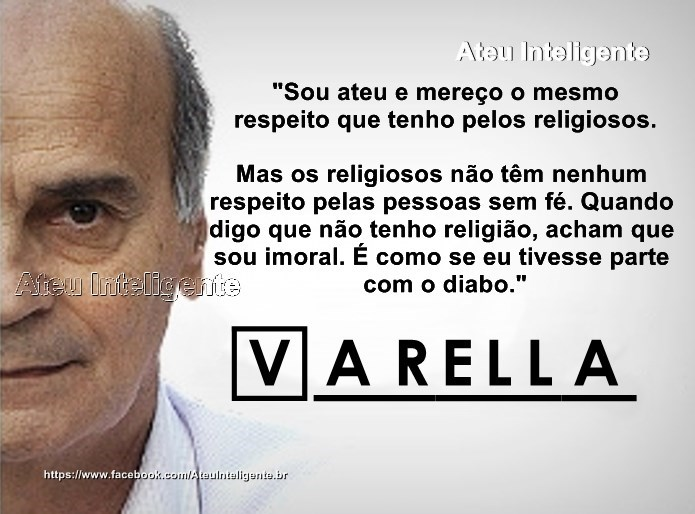 Ateu Inteligente
"Sou ateu e mereço o mesmo
respeito que tenho pelos religiosos.
Mas os religiosos não têm nenhum
respeito pelas pessoas sem fé. Quando
digo que não tenho religião, acham que
sou imoral. É como se eu tivesse parte
com o diabo."
Ateu Inteligente
VARELLA
https://www.facebook.com/AteuInteligente.br